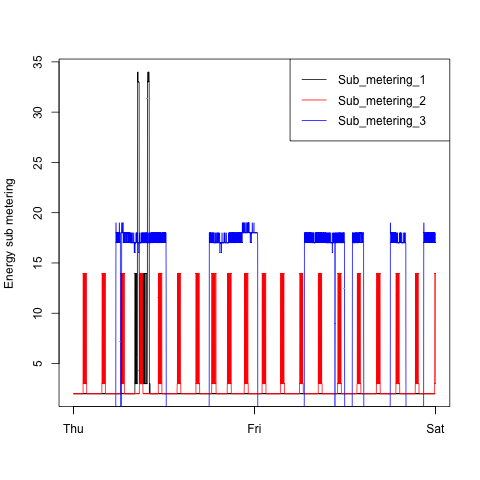 Sub_metering_1
Sub_metering_2
Sub_metering_3
Energy sub metering
35
30
25
20
15
10
5
Thu Fri Sat